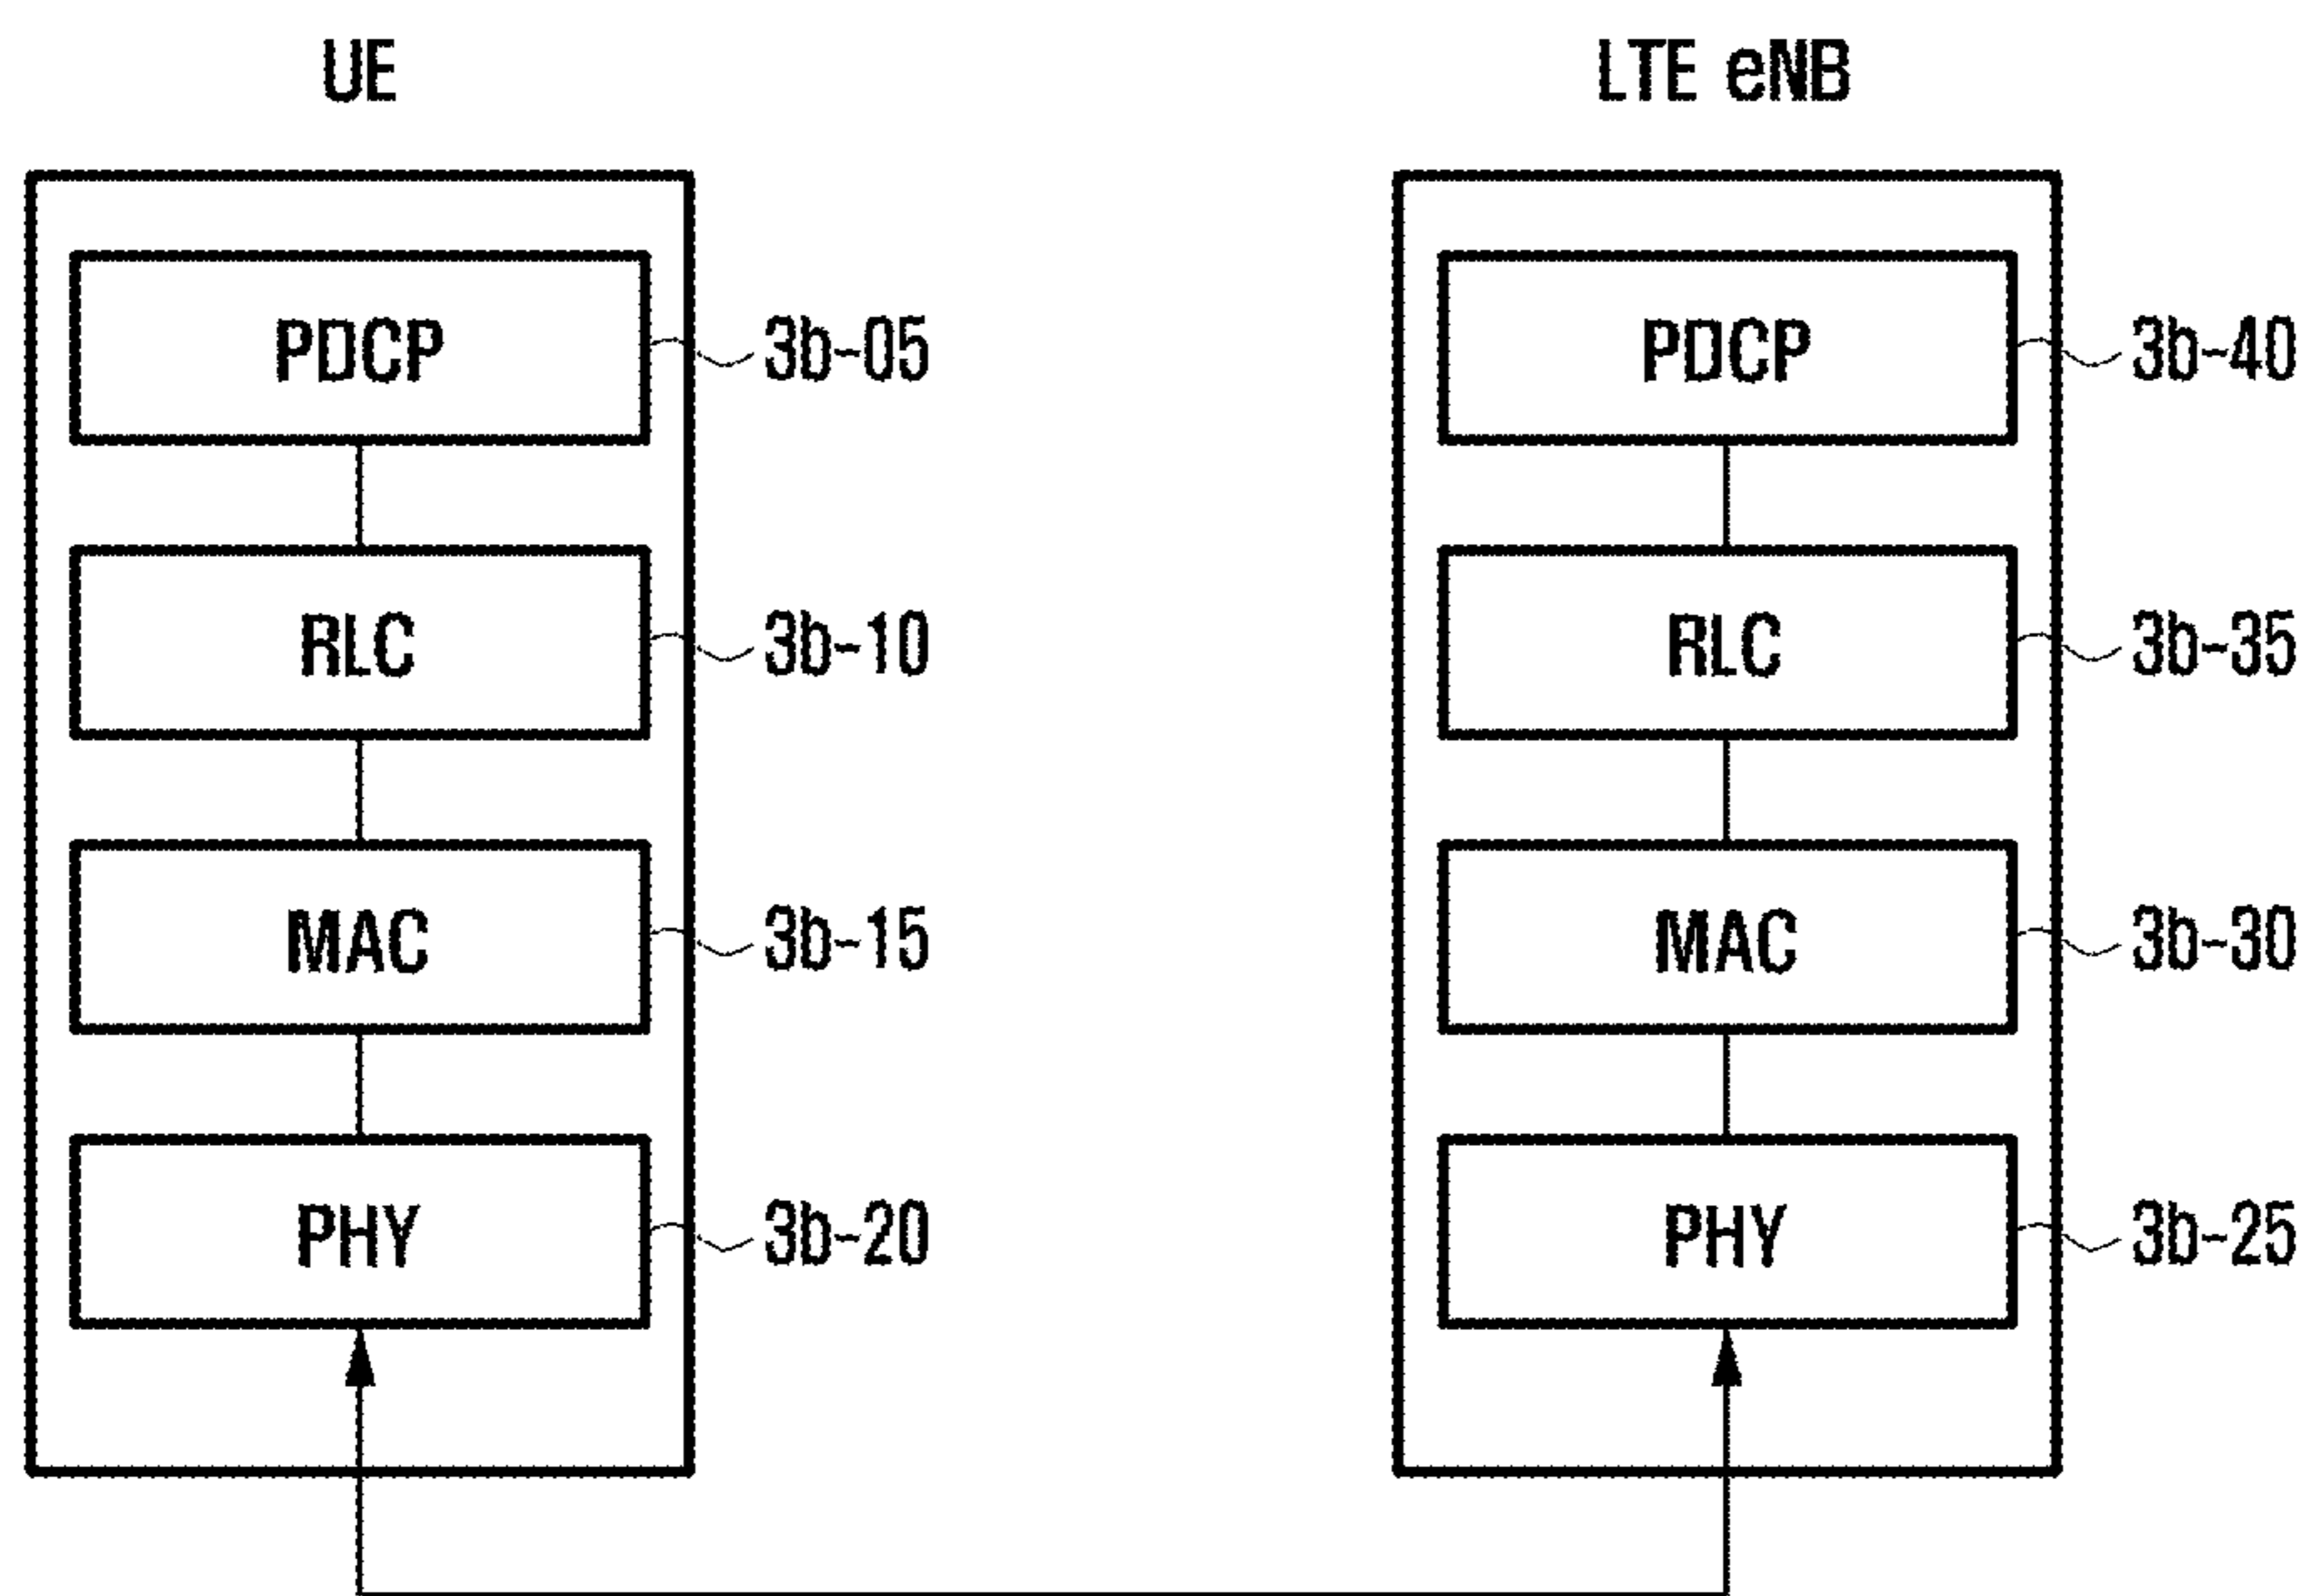 UE LTE eNB
PDCP 3b-05 PDCP 3b-40
RLC 3b-10 RLC 3b-35
MAC 3b-15 MAC 3b-30
PHY 3b-20 PHY 3b-25